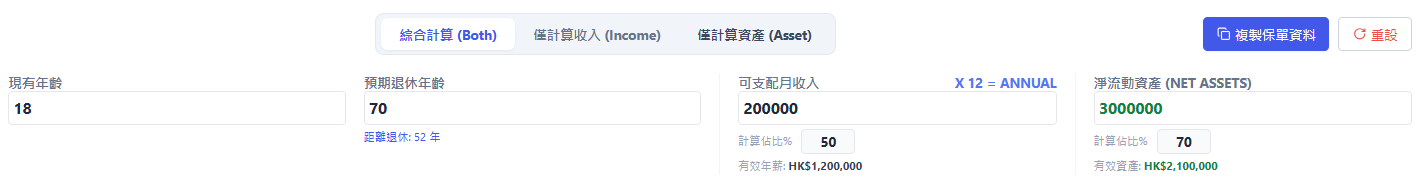 綜合計算 (Both)
僅計算收入 (Income)
僅計算資產 (Asset)
複製保單資料
重設
現有年齡
18
預期退休年齡
70
距離退休: 52 年
可支配月收入
X 12 = ANNUAL
200000
計算佔比%
50
有效年薪: HK$1,200,000
淨流動資產 (NET ASSETS)
3000000
計算佔比%
70
有效資產: HK$2,100,000